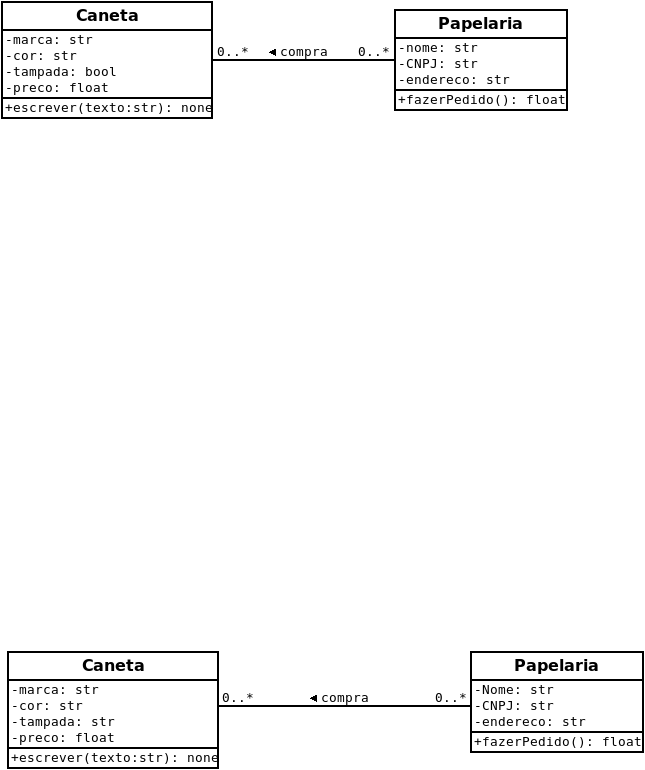 Caneta
-marca: str
-cor: str
-tampada: bool
-preco: float
+escrever(texto:str): none
0..* ◄ compra 0..*
Papelaria
-nome: str
-CNPJ: str
-endereco: str
+fazerPedido(): float
Caneta
-marca: str
-cor: str
-tampada: str
-preco: float
+escrever(texto:str): none
0..* ◄ compra 0..*
Papelaria
-Nome: str
-CNPJ: str
-endereco: str
+fazerPedido(): float